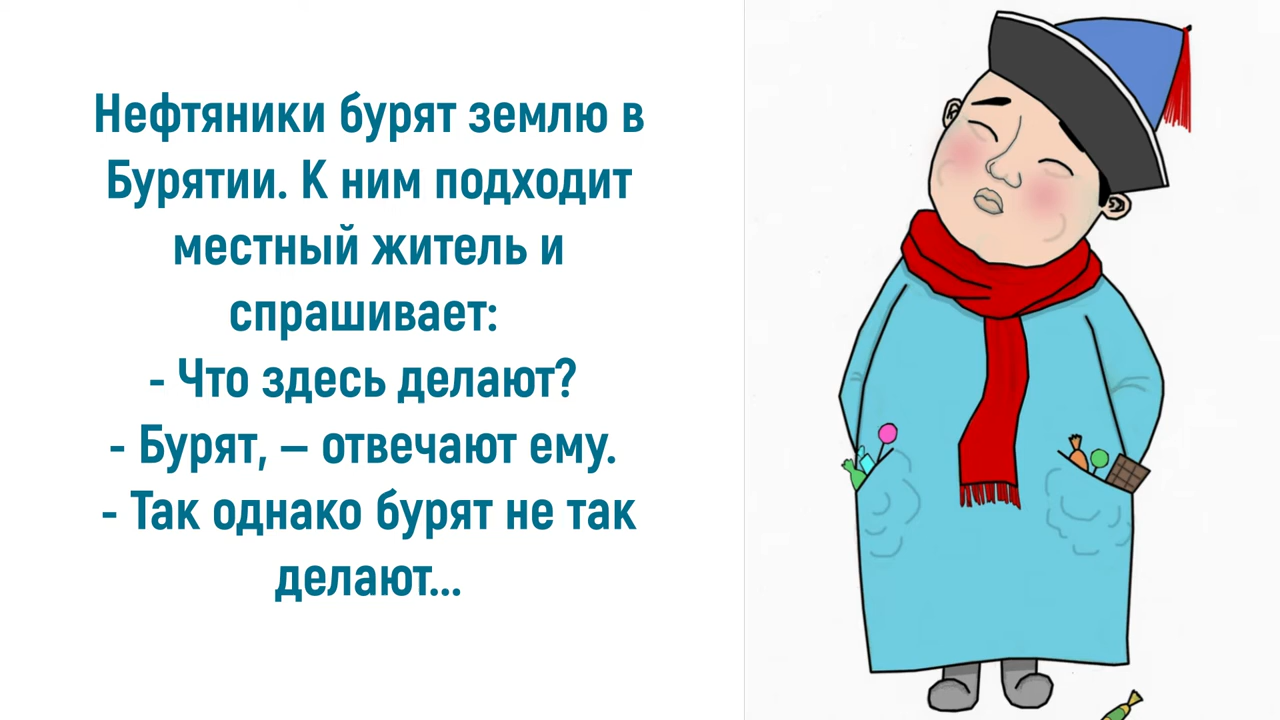 Нефтяники бурят землю в
Бурятии. К ним подходит
местный житель и
спрашивает:
- Что здесь делают?
- Бурят, – отвечают ему.
- Так однако бурят не так
делают...